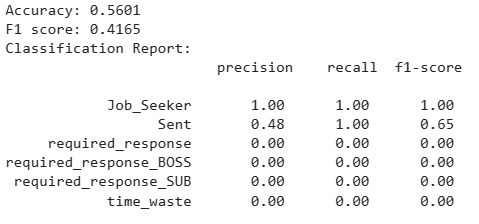 Accuracy: 0.5601
F1 score: 0.4165
Classification Report:
precision recall f1-score
Job_Seeker 1.00 1.00 1.00
Sent 0.48 1.00 0.65
required_response 0.00 0.00 0.00
required_response_BOSS 0.00 0.00 0.00
required_response_SUB 0.00 0.00 0.00
time_waste 0.00 0.00 0.00